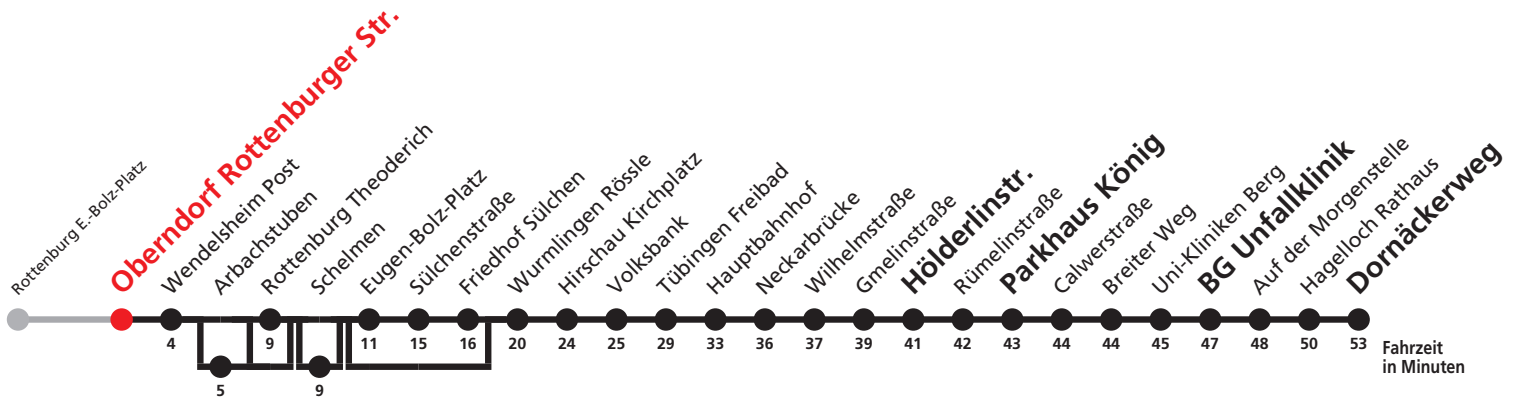 Rottenburg E.-Bolz-Platz
Oberndorf Rottenburger Str.
Wendelsheim Post
Arbachstuben
Rottenburg Theoderich
Schelmen
Eugen-Bolz-Platz
Sülchenstraße
Friedhof Sülchen
Wurmlingen Rössle
Hirschau Kirchplatz
Volksbank
Tübingen Freibad
Hauptbahnhof
Neckarbrücke
Wilhelmstraße
Gmelinstraße
Hölderlinstr.
Rümelinstraße
Parkhaus König
Calwerstraße
Breiter Weg
Uni-Kliniken Berg
BG Unfallklinik
Auf der Morgenstelle
Hagelloch Rathaus
Dornäckerweg
4 9 11 15 16 20 24 25 29 33 36 37 39 41 42 43 44 44 45 47 48 50 53
5 9
Fahrzeit
in Minuten